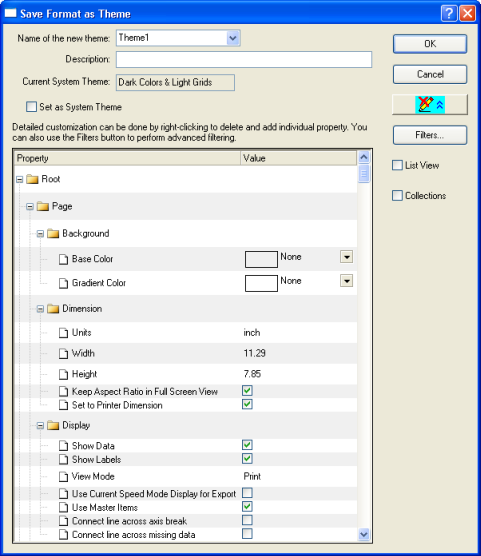 Save Format as Theme
Name of the new theme: Theme1
OK
Description:
Cancel
Current System Theme: Dark Colors & Light Grids
Set as System Theme
Detailed customization can be done by right-clicking to delete and add individual property. You
can also use the Filters button to perform advanced filtering.
Filters...
Property Value
List View
Root
Collections
Page
Background
Base Color None
Gradient Color None
Dimension
Units inch
Width 11.29
Height 7.85
Keep Aspect Ratio in Full Screen View
Set to Printer Dimension
Display
Show Data
Show Labels
View Mode Print
Use Current Speed Mode Display for Export
Use Master Items
Connect line across axis break
Connect line across missing data